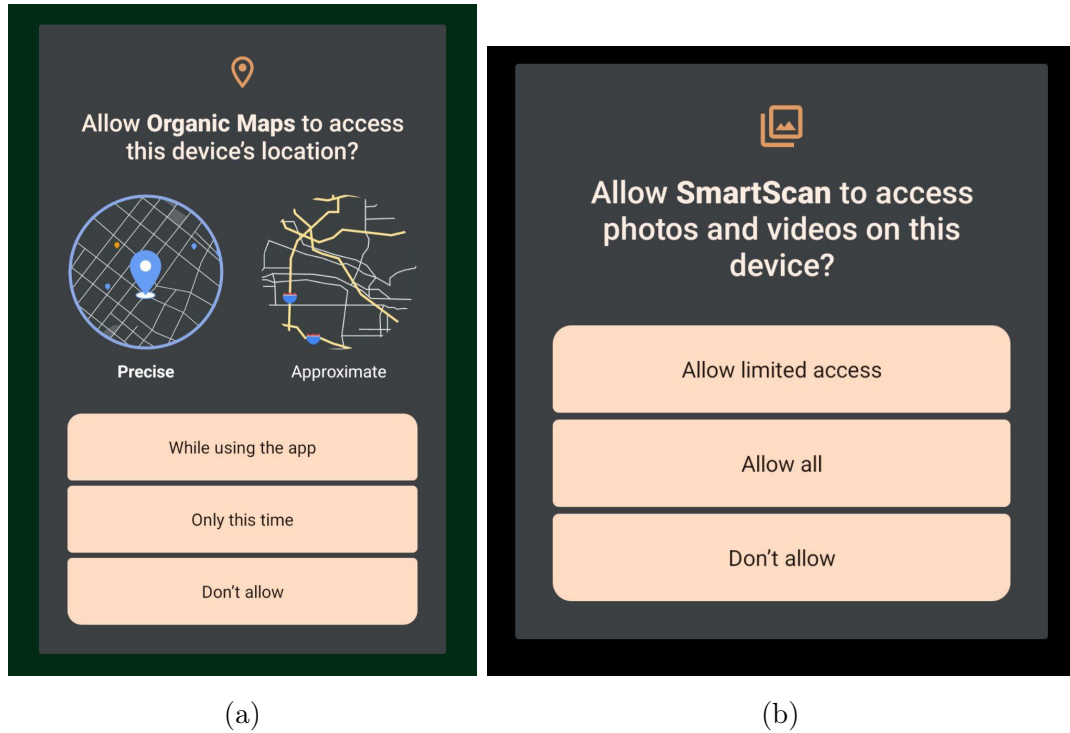 Allow Organic Maps to access
this device's location?
Precise
Approximate
While using the app
Only this time
Don't allow
(a)
Allow SmartScan to access
photos and videos on this
device?
Allow limited access
Allow all
Don't allow
(b)